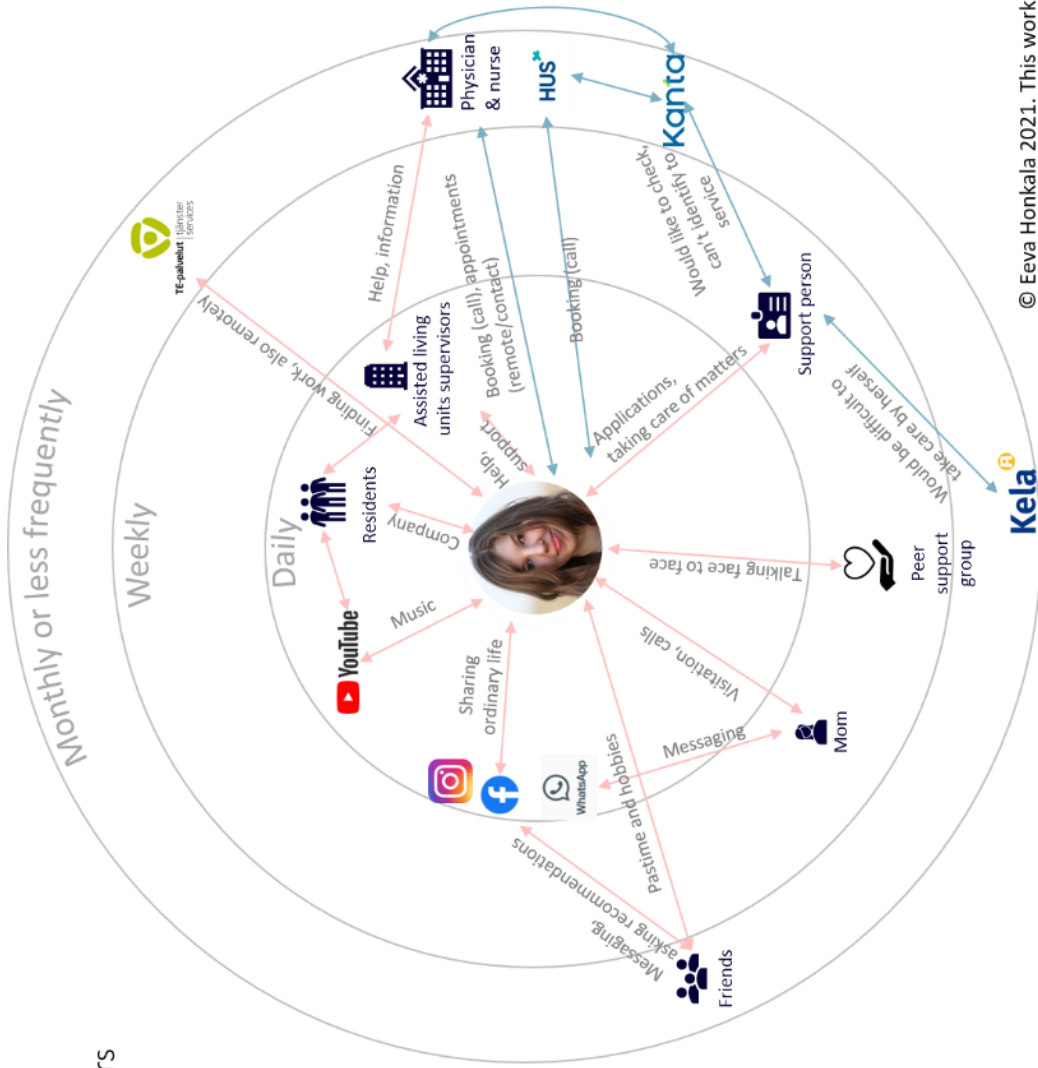 rs
Monthly or less frequently
Weekly
Daily
TE-palvelut | tjänster
services
Finding work, also remotely
Physician
& nurse
HUS
Kanta
Help, information
Assisted living
units supervisors
Booking (call), appointments
(remote/contact)
Booking (call)
Would like to check,
can't identify to
service
Help,
support
Residents
Company
YouTube
Music
Sharing
ordinary life
WhatsApp
Messaging
Messaging,
asking recommendations
Pastime and hobbies
Friends
Visitation, calls
Mom
Talking face to face
Peer
support
group
Applications,
taking care of matters
Support person
Would be difficult to
take care by herself
Kela
© Eeva Honkala 2021. This work